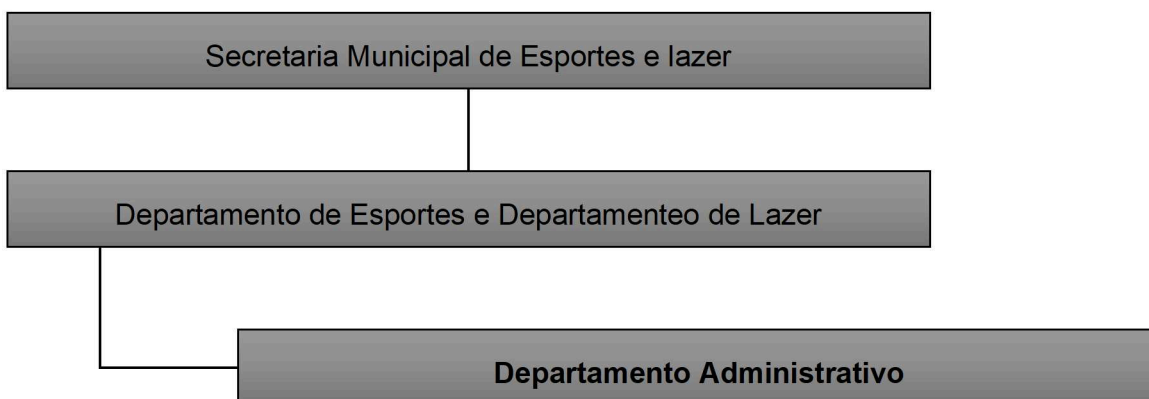 Secretaria Municipal de Esportes e lazer
Departamento de Esportes e Departamenteo de Lazer
Departamento Administrativo